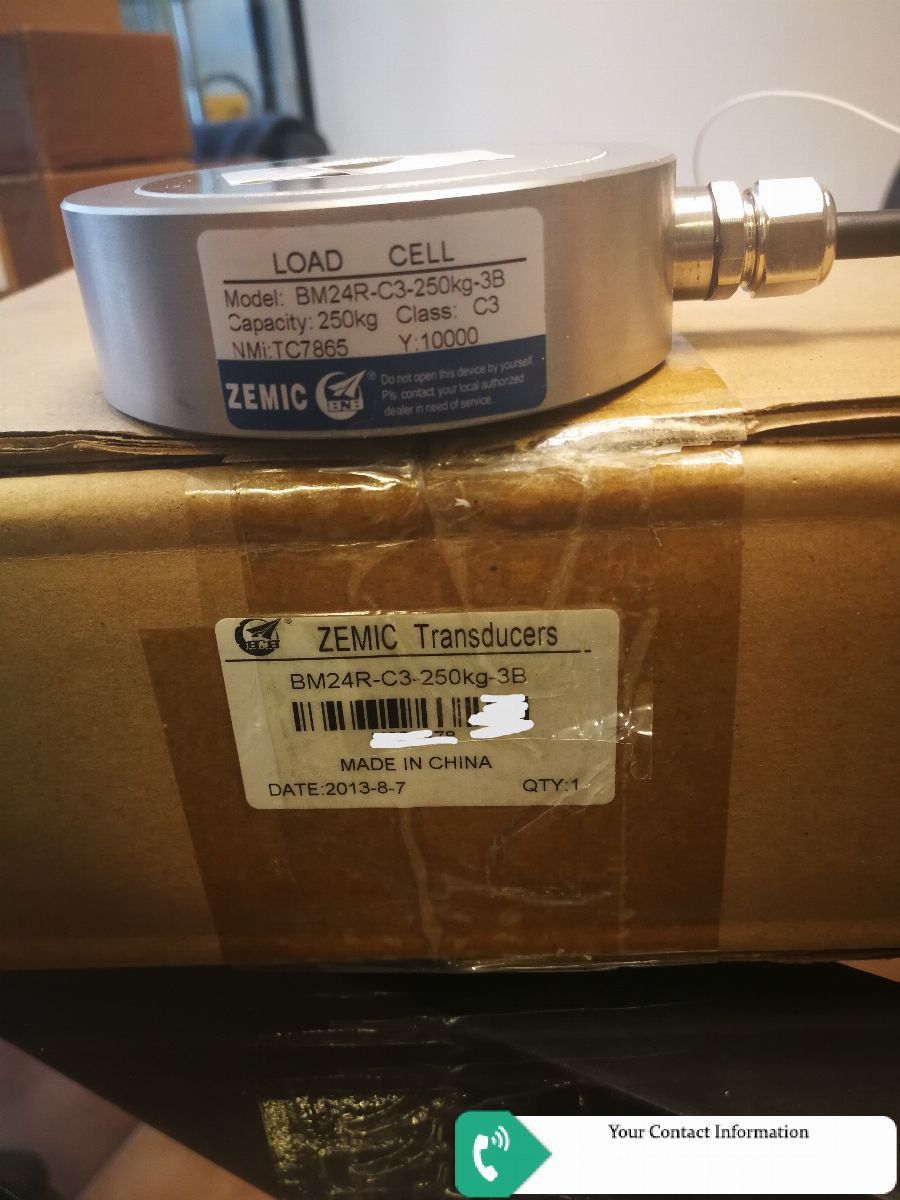 LOAD CELL
Model: BM24R-C3-250kg-3B
Capacity: 250kg Class: C3
NMi:TC7865 Y:10000
ZEMIC ® Do not open this device by yourself
Pls. contact your local authorized
dealer in need of service.
® ZEMIC Transducers
BM24R-C3-250kg-3B
78
MADE IN CHINA
DATE:2013-8-7 QTY:1
Your Contact Information